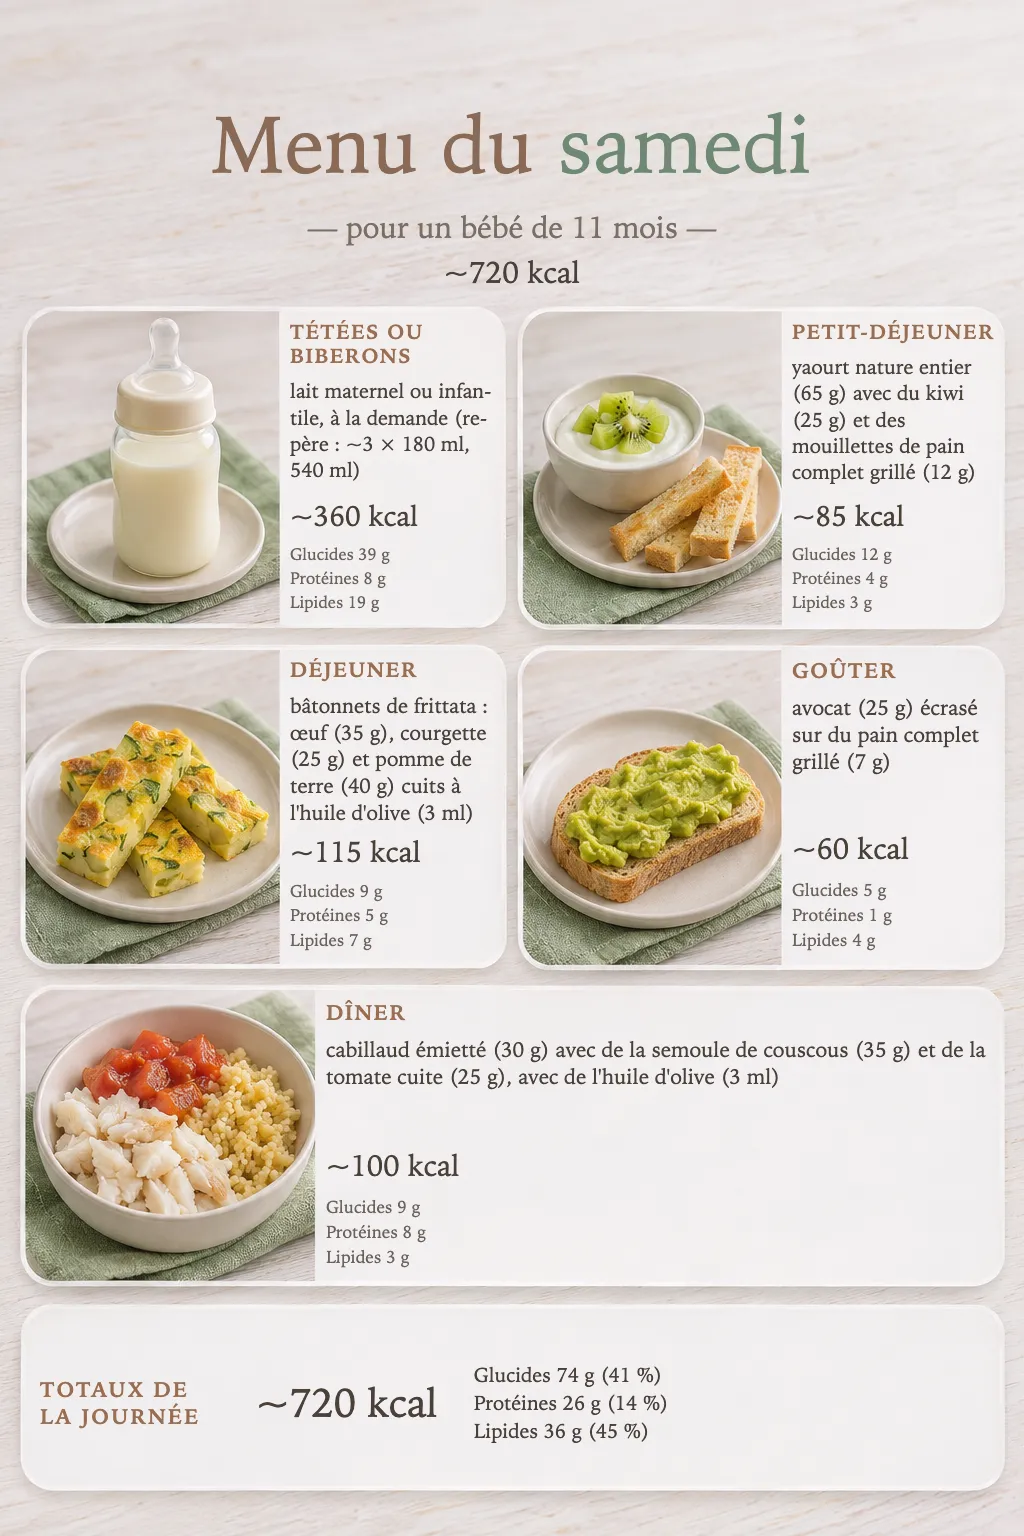 Menu du samedi
— pour un bébé de 11 mois —
~720 kcal
TÉTÉES OU
BIBERONS
lait maternel ou infan-
tile, à la demande (re-
père : ~3 × 180 ml,
540 ml)
~360 kcal
Glucides 39 g
Protéines 8 g
Lipides 19 g
PETIT-DÉJEUNER
yaourt nature entier
(65 g) avec du kiwi
(25 g) et des
mouillettes de pain
complet grillé (12 g)
~85 kcal
Glucides 12 g
Protéines 4 g
Lipides 3 g
DÉJEUNER
bâtonnets de frittata :
œuf (35 g), courgette
(25 g) et pomme de
terre (40 g) cuits à
l'huile d'olive (3 ml)
~115 kcal
Glucides 9 g
Protéines 5 g
Lipides 7 g
GOÛTER
avocat (25 g) écrasé
sur du pain complet
grillé (7 g)
~60 kcal
Glucides 5 g
Protéines 1 g
Lipides 4 g
DÎNER
cabillaud émietté (30 g) avec de la semoule de couscous (35 g) et de la
tomate cuite (25 g), avec de l'huile d'olive (3 ml)
~100 kcal
Glucides 9 g
Protéines 8 g
Lipides 3 g
TOTAUX DE
LA JOURNÉE
~720 kcal
Glucides 74 g (41 %)
Protéines 26 g (14 %)
Lipides 36 g (45 %)